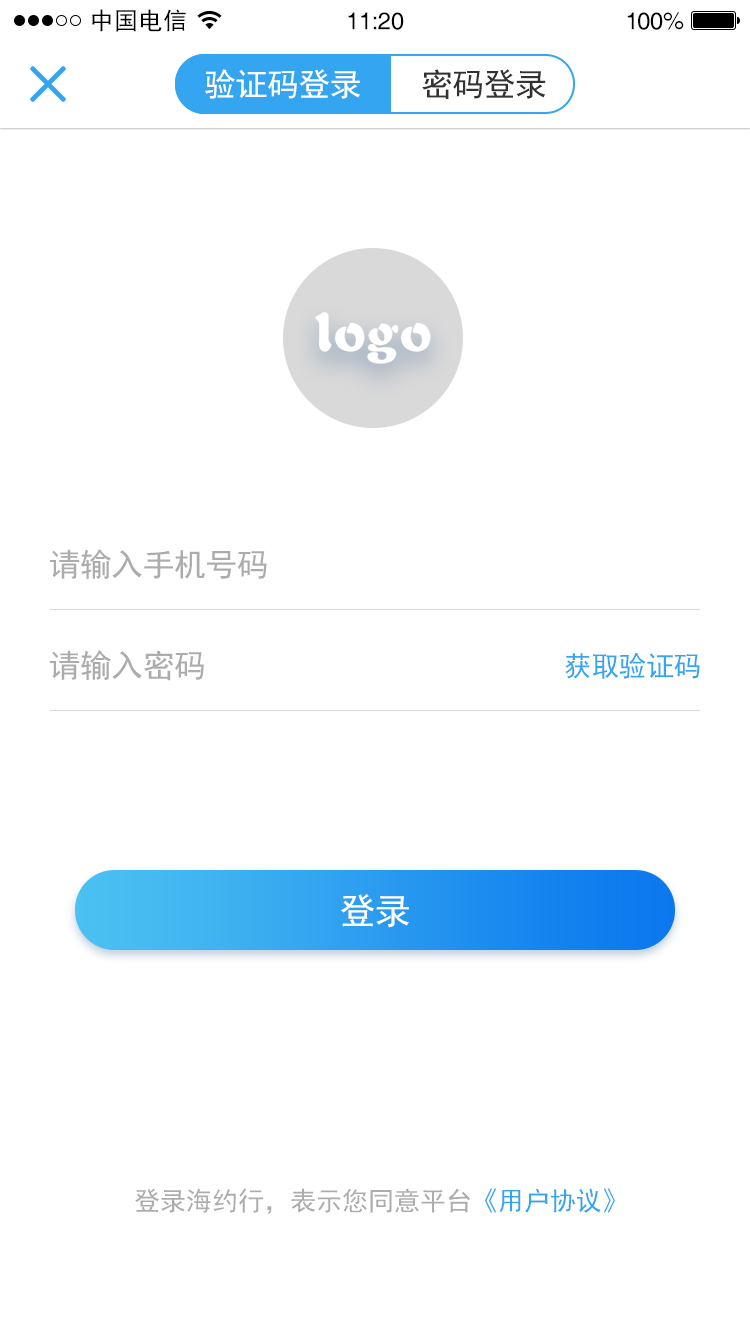 中国电信 11:20 100%
验证码登录 密码登录
logo
请输入手机号码
请输入密码 获取验证码
登录
登录海约行，表示您同意平台《用户协议》